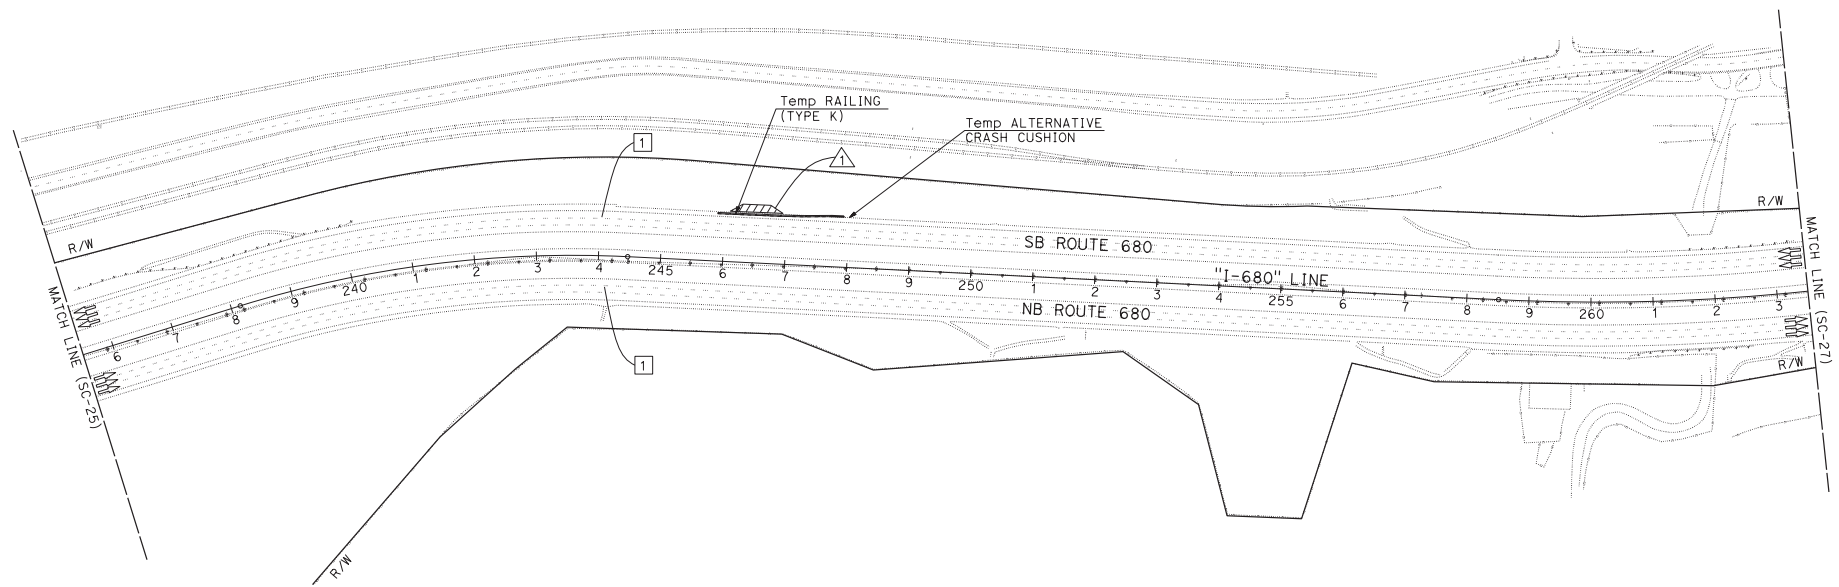 Temp RAILING
(TYPE K)
Temp ALTERNATIVE
CRASH CUSHION
1
1
R/W
R/W
SB ROUTE 680
"I-680" LINE
6 7 8 9 240 1 2 3 4 245 6 7 8 9 250 1 2 3 4 255 6 7 8 9 260 1 2 3
NB ROUTE 680
MATCH LINE (SC-25)
MATCH LINE (SC-27)
1
R/W
R/W